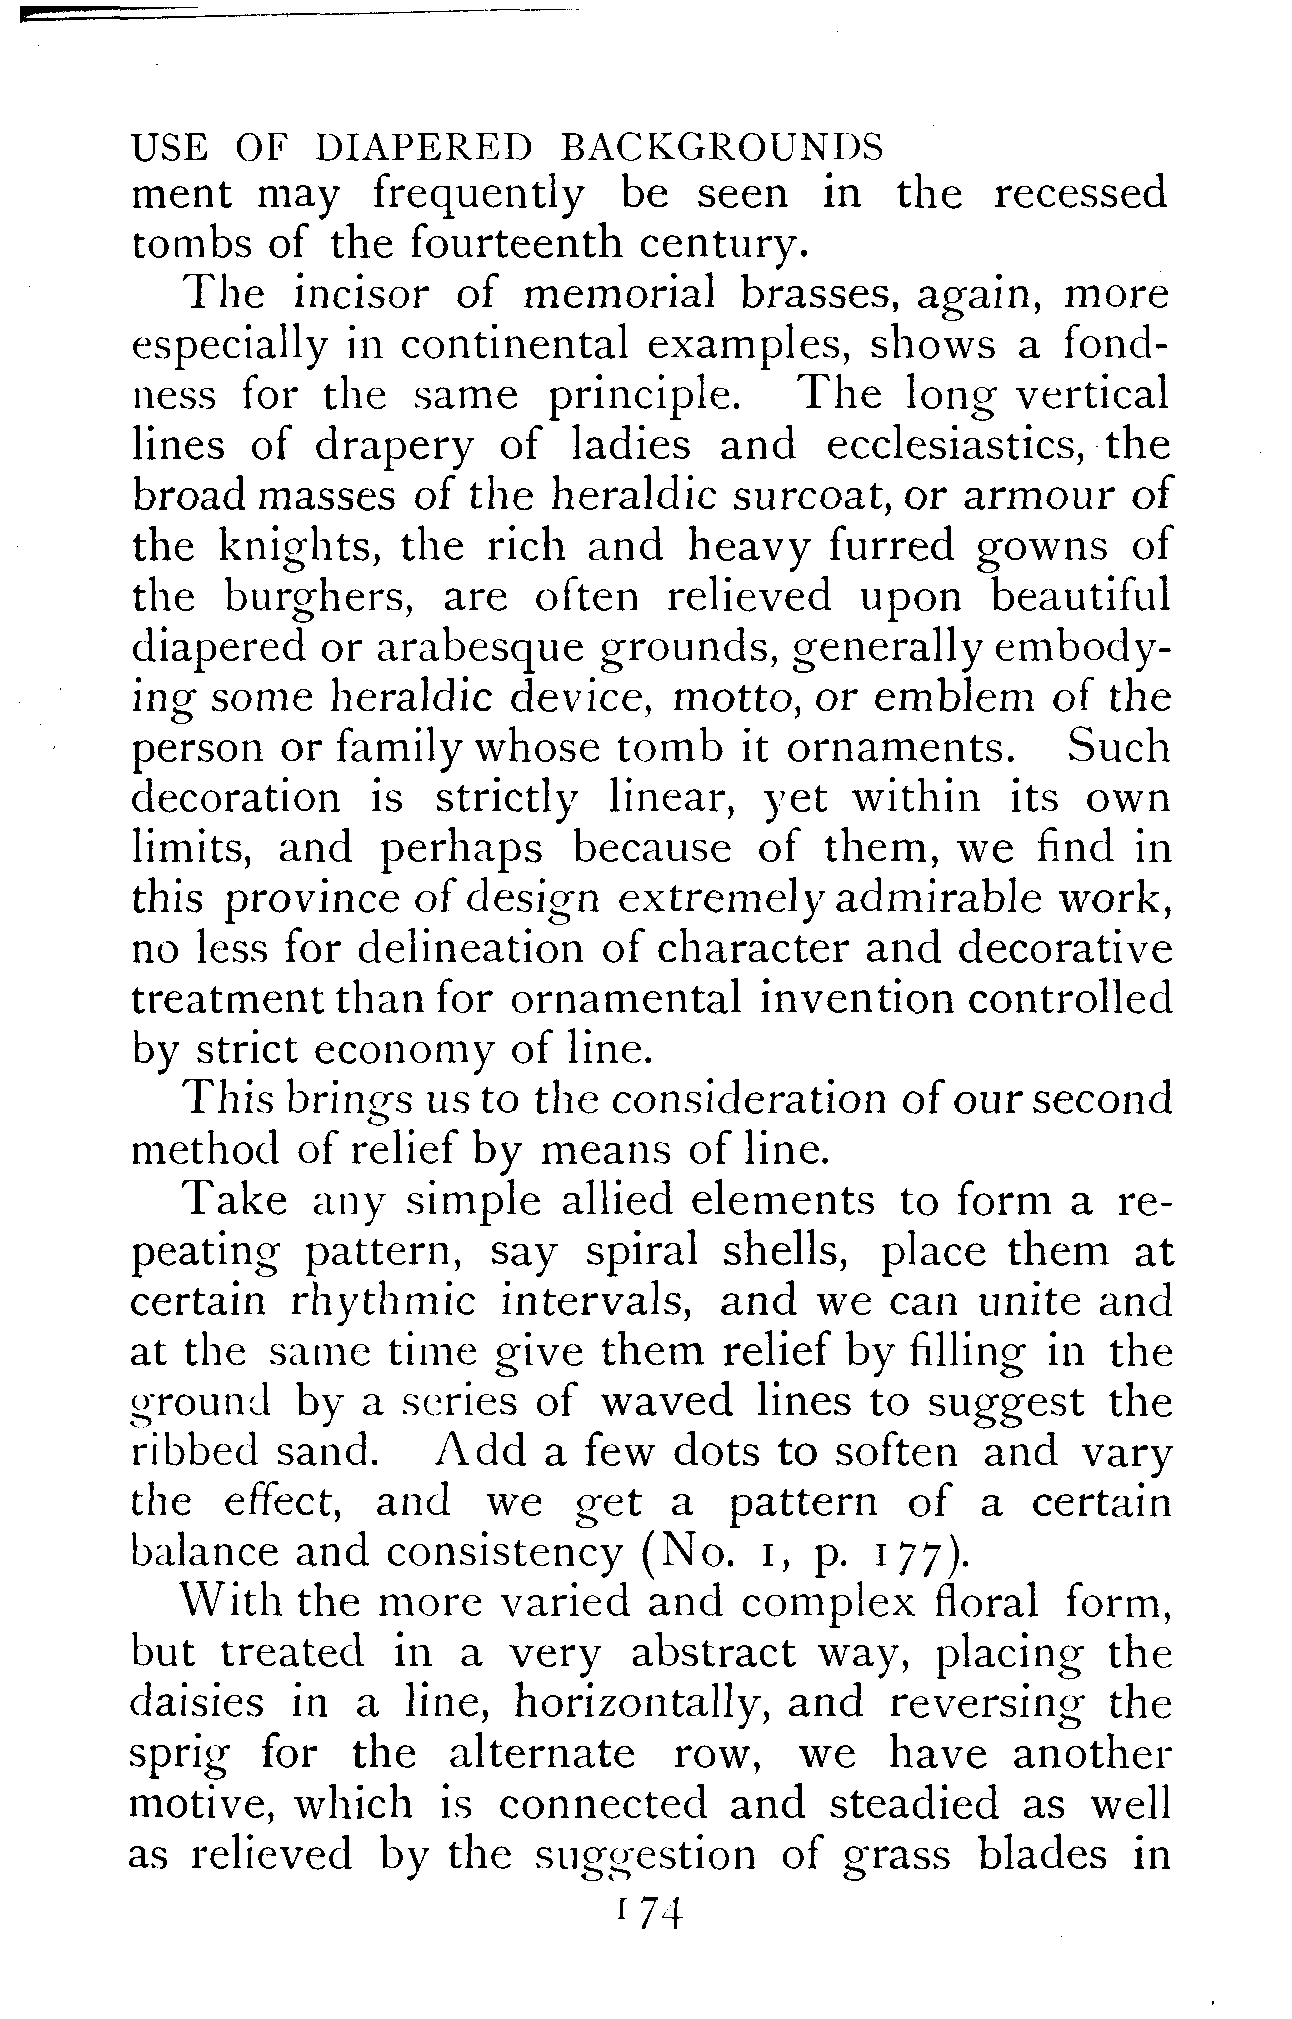 USE OF DIAPERED BACKGROUNDS
ment may frequently be seen in the recessed
tombs of the fourteenth century.
The incisor of memorial brasses, again, more
especially in continental examples, shows a fond-
ness for the same principle. The long vertical
lines of drapery of ladies and ecclesiastics, the
broad masses of the heraldic surcoat, or armour of
the knights, the rich and heavy furred gowns of
the burghers, are often relieved upon beautiful
diapered or arabesque grounds, generally embody-
ing some heraldic device, motto, or emblem of the
person or family whose tomb it ornaments. Such
decoration is strictly linear, yet within its own
limits, and perhaps because of them, we find in
this province of design extremely admirable work,
no less for delineation of character and decorative
treatment than for ornamental invention controlled
by strict economy of line.
This brings us to the consideration of our second
method of relief by means of line.
Take any simple allied elements to form a re-
peating pattern, say spiral shells, place them at
certain rhythmic intervals, and we can unite and
at the same time give them relief by filling in the
ground by a series of waved lines to suggest the
ribbed sand. Add a few dots to soften and vary
the effect, and we get a pattern of a certain
balance and consistency (No. 1, p. 177).
With the more varied and complex floral form,
but treated in a very abstract way, placing the
daisies in a line, horizontally, and reversing the
sprig for the alternate row, we have another
motive, which is connected and steadied as well
as relieved by the suggestion of grass blades in
174